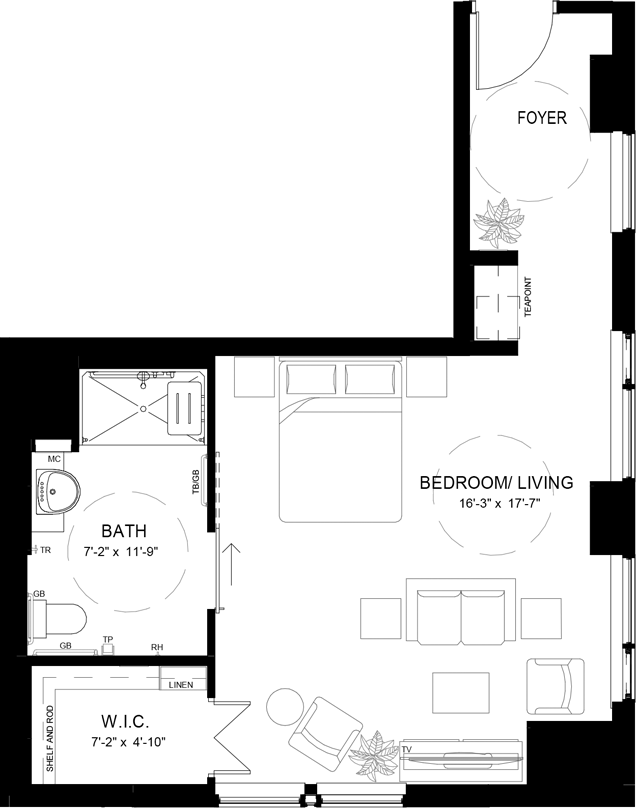 FOYER
TEAPOINT
BEDROOM/ LIVING
16'-3" x 17'-7"
MC
TB/GB
BATH
7'-2" x 11'-9"
TR
GB
GB
TP
RH
LINEN
SHELF AND ROD
W.I.C.
7'-2" x 4'-10"
TV